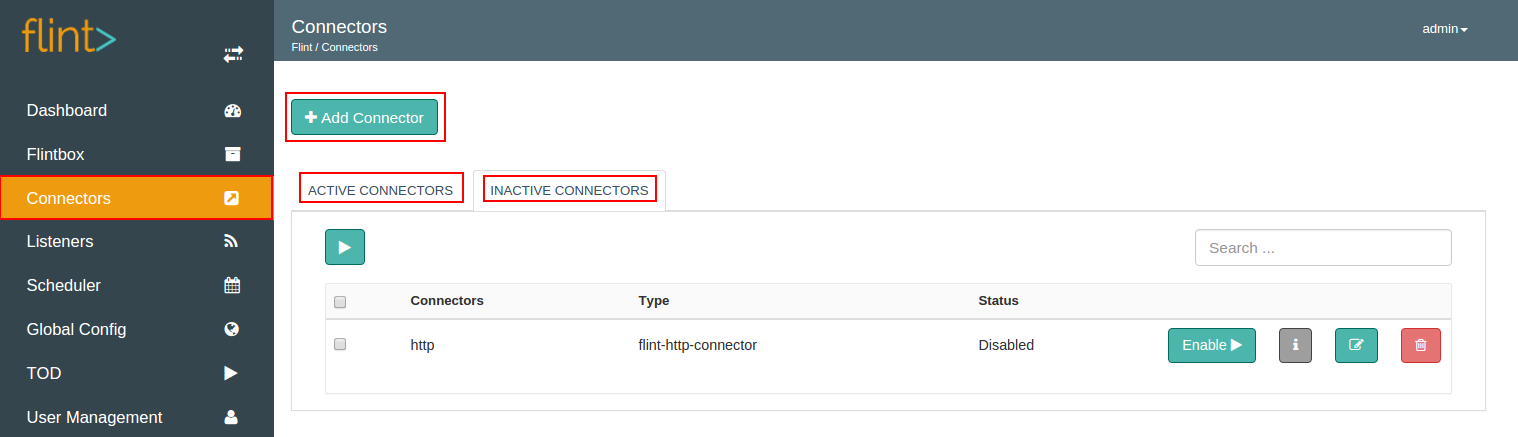 flint>
Connectors
Flint / Connectors
admin
Dashboard
Flintbox
Connectors
Listeners
Scheduler
Global Config
TOD
User Management
Add Connector
ACTIVE CONNECTORS
INACTIVE CONNECTORS
Search ...
Connectors Type Status
http flint-http-connector Disabled Enable